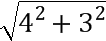 √(4² + 3²)